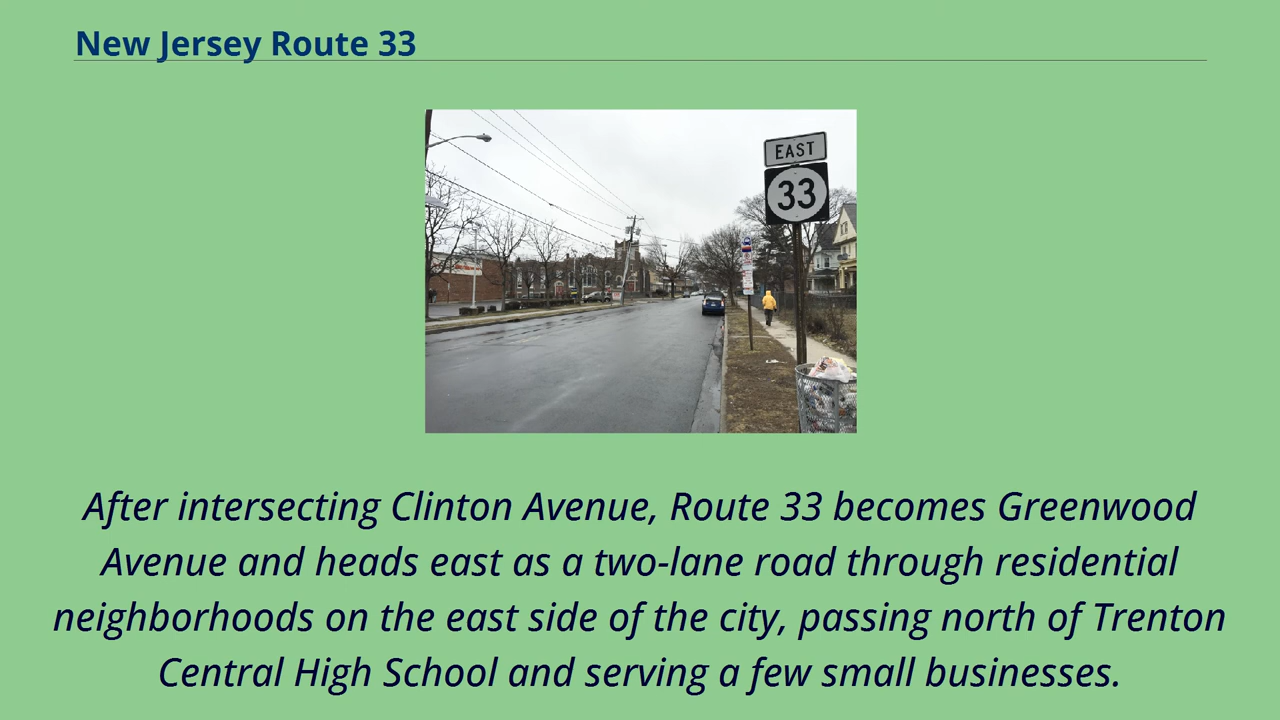 New Jersey Route 33
EAST
33
After intersecting Clinton Avenue, Route 33 becomes Greenwood
Avenue and heads east as a two-lane road through residential
neighborhoods on the east side of the city, passing north of Trenton
Central High School and serving a few small businesses.